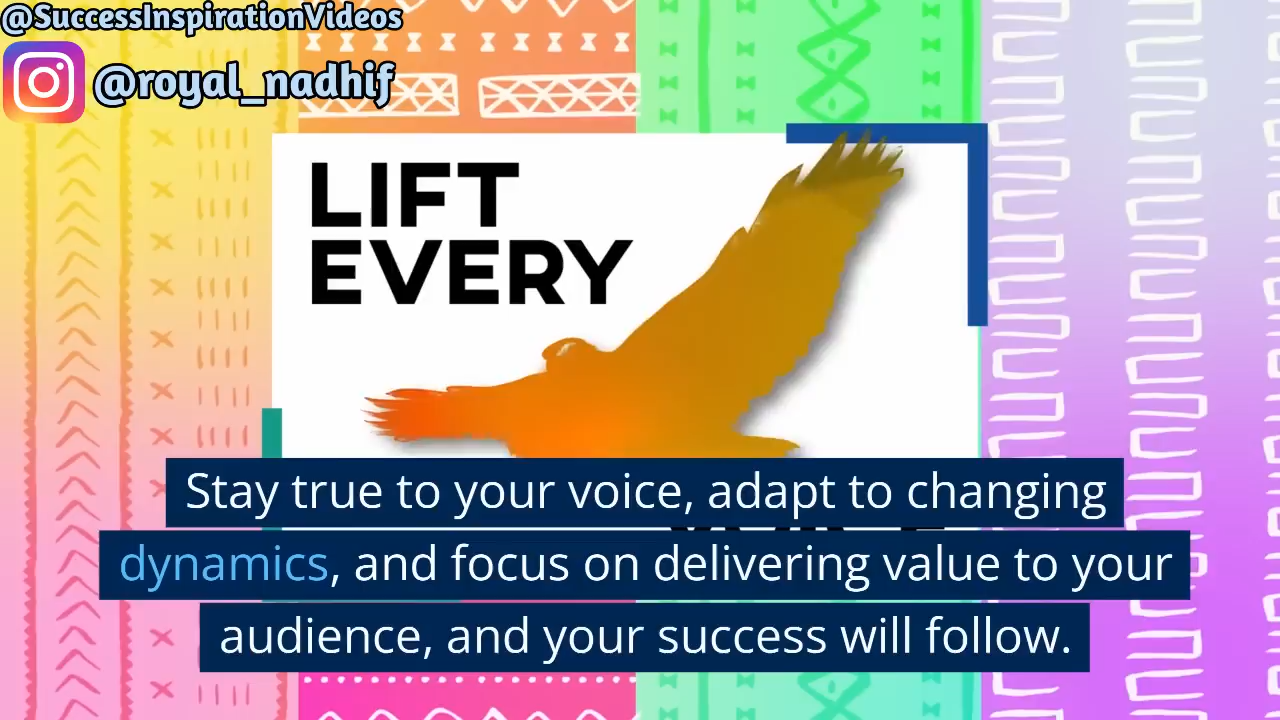 @SuccessInspirationVideos
@royal_nadhif
LIFT
EVERY
Stay true to your voice, adapt to changing
dynamics, and focus on delivering value to your
audience, and your success will follow.